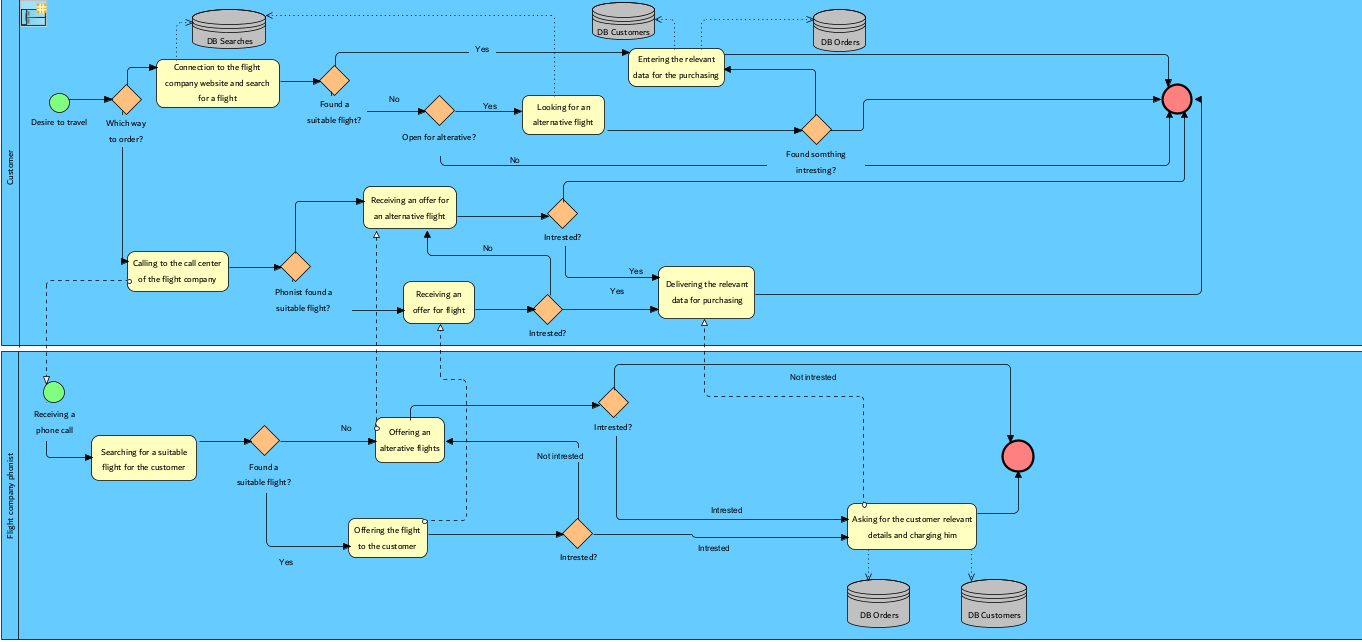 Customer
DB Searches
DB Customers
DB Orders
Desire to travel
Which way
to order?
Connection to the flight
company website and search
for a flight
Found a
suitable flight?
Yes
No
Open for alterative?
Yes
No
Looking for an
alternative flight
Entering the relevant
data for the purchasing
Found somthing
intresting?
Calling to the call center
of the flight company
Phonist found a
suitable flight?
Receiving an offer for
an alternative flight
Intrested?
No
Yes
Yes
Receiving an
offer for flight
Intrested?
Delivering the relevant
data for purchasing
Flight company phonist
Receiving a
phone call
Searching for a suitable
flight for the customer
Found a
suitable flight?
No
Yes
Offering an
alterative flights
Offering the flight
to the customer
Not intrested
Intrested?
Intrested?
Not intrested
Intrested
Intrested
Asking for the customer relevant
details and charging him
DB Orders
DB Customers